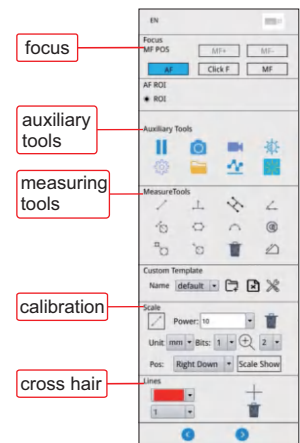 EN
Focus
focus
MF POS
MF+
MF-
AF
Click F
MF
AF ROI
ROI
auxiliary
tools
Auxiliary Tools
measuring
tools
MeasureTools
Custom Template
Name
default
calibration
Scale
Power:
10
Unit
mm
Bits:
1
2
Pos:
Right Down
Scale Show
cross hair
Lines
1